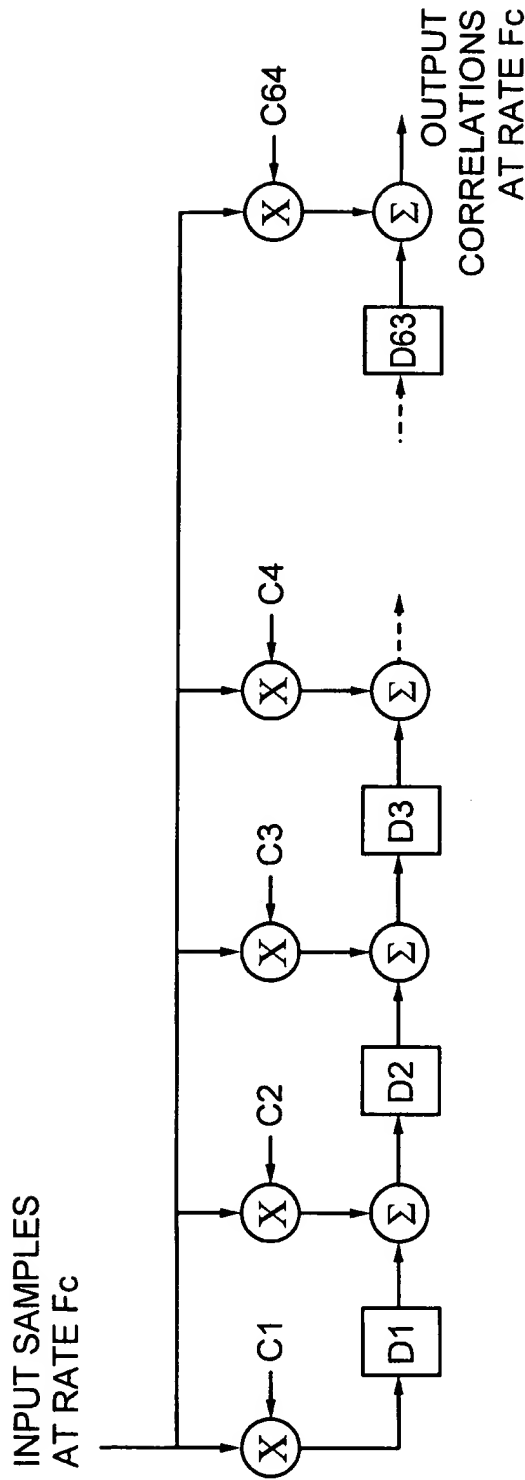 INPUT SAMPLES
AT RATE Fc
C1
C2
C3
C4
C64
X
X
X
X
X
D1
Σ
D2
Σ
D3
Σ
D63
Σ
OUTPUT
CORRELATIONS
AT RATE Fc